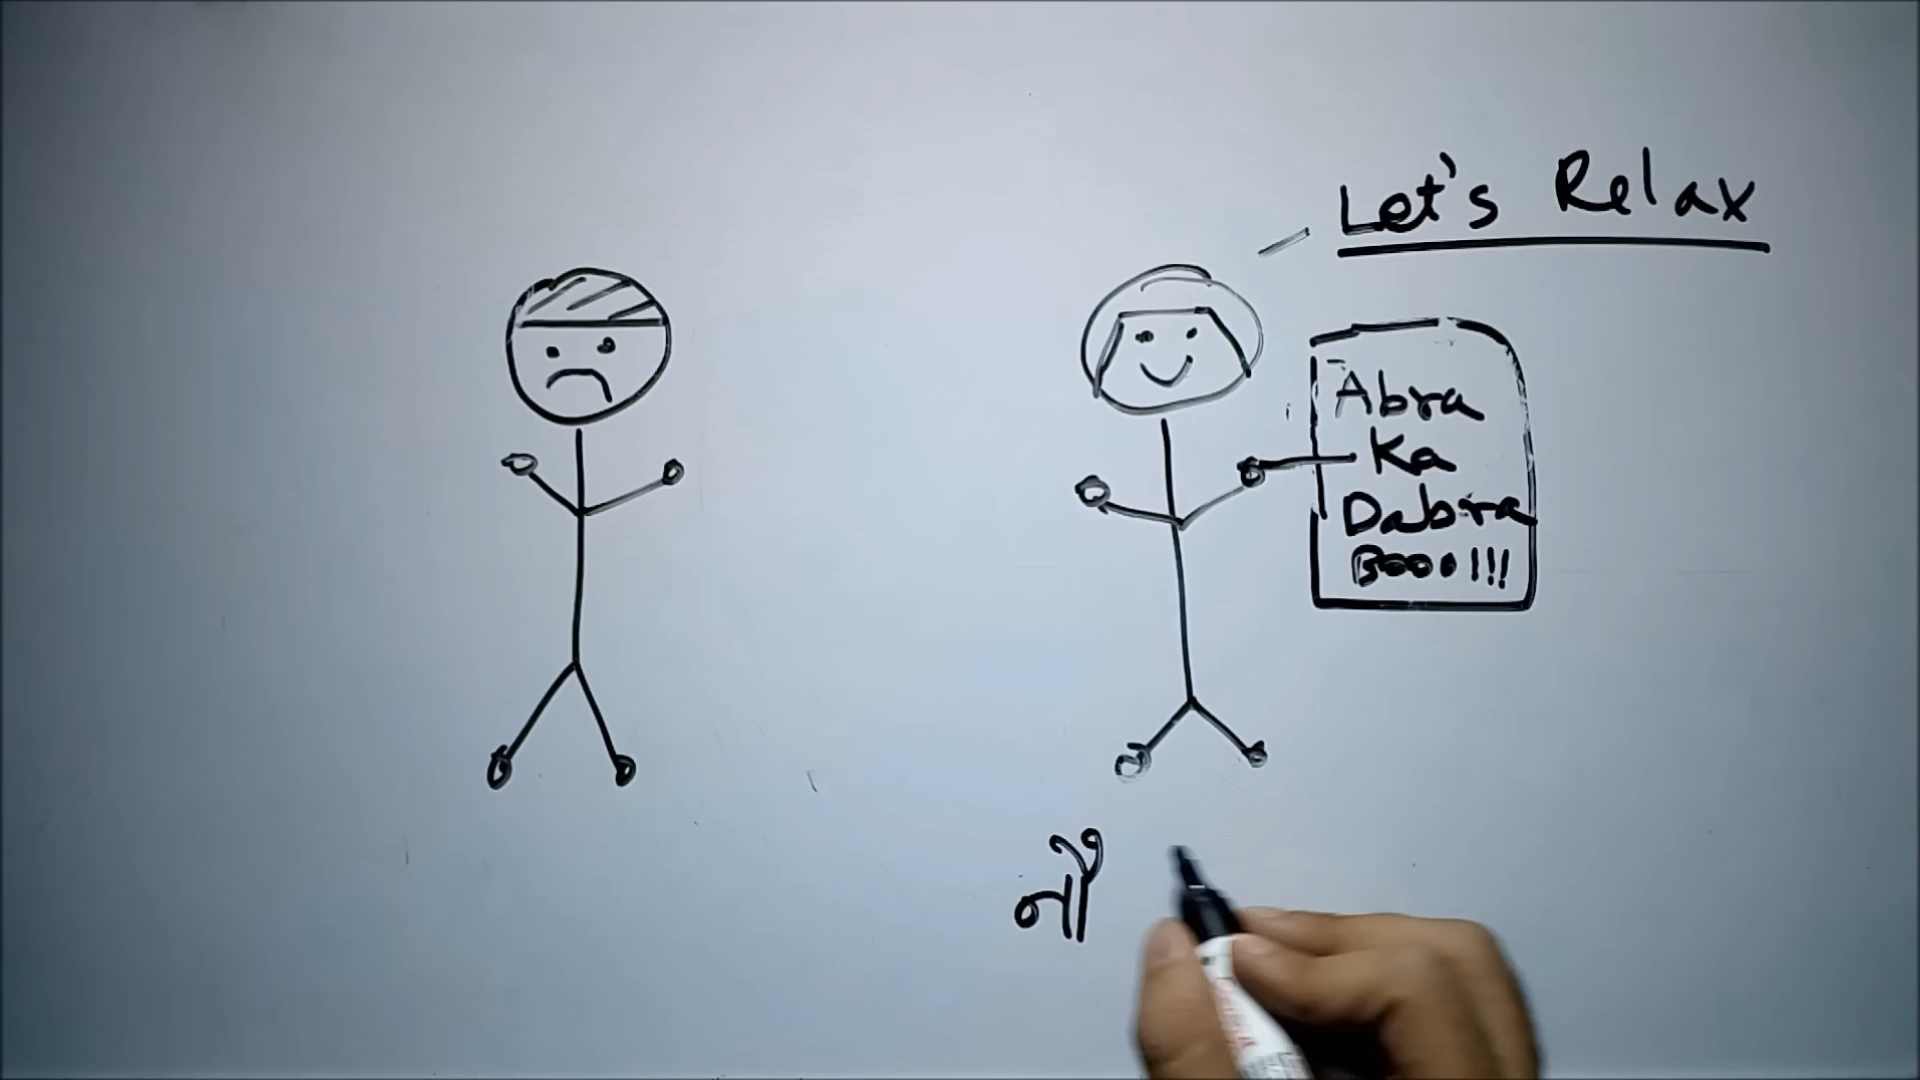 Let's Relax
Abra
Ka
Dabra
Booo!!!
नौ